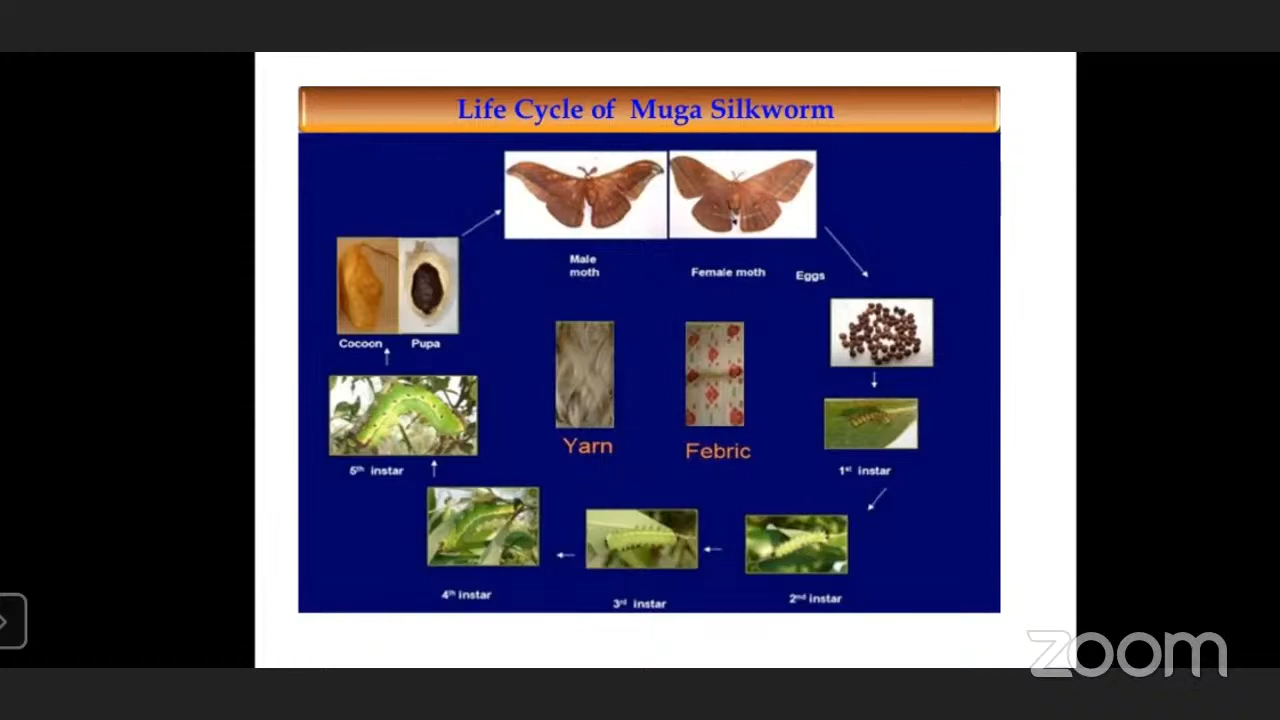 Life Cycle of Muga Silkworm
Male
moth
Female moth
Eggs
Cocoon
Pupa
Yarn
Febric
5th instar
1st instar
4th instar
3rd instar
2nd instar
zoom